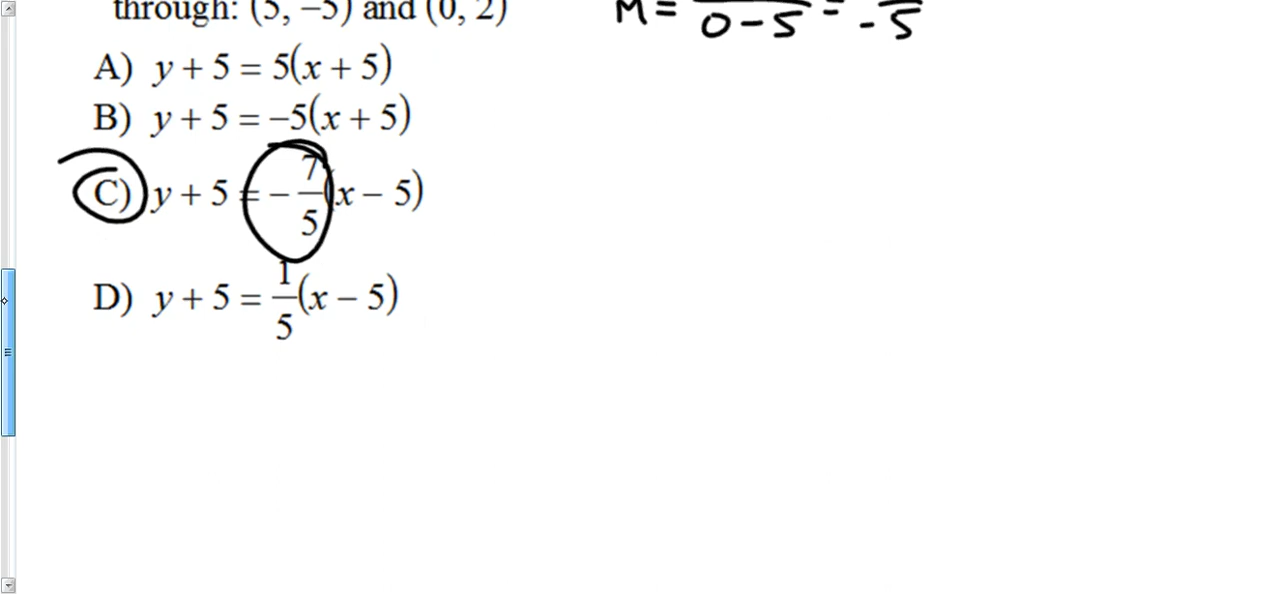 through: (5, −5) and (0, 2)
M = 0 - 5 = - 5
A) y + 5 = 5(x + 5)
B) y + 5 = −5(x + 5)
C) y + 5 = −7/5(x − 5)
D) y + 5 = 1/5(x − 5)